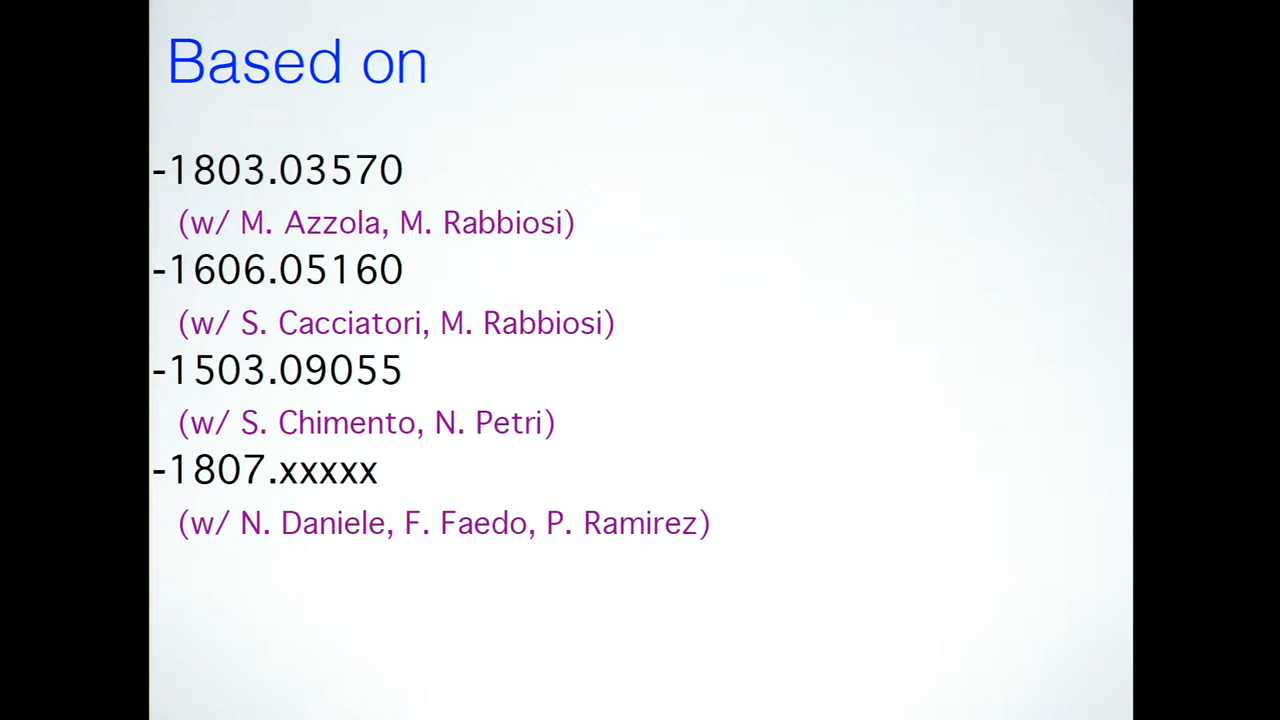 Based on
-1803.03570
(w/ M. Azzola, M. Rabbiosi)
-1606.05160
(w/ S. Cacciatori, M. Rabbiosi)
-1503.09055
(w/ S. Chimento, N. Petri)
-1807.xxxxx
(w/ N. Daniele, F. Faedo, P. Ramirez)